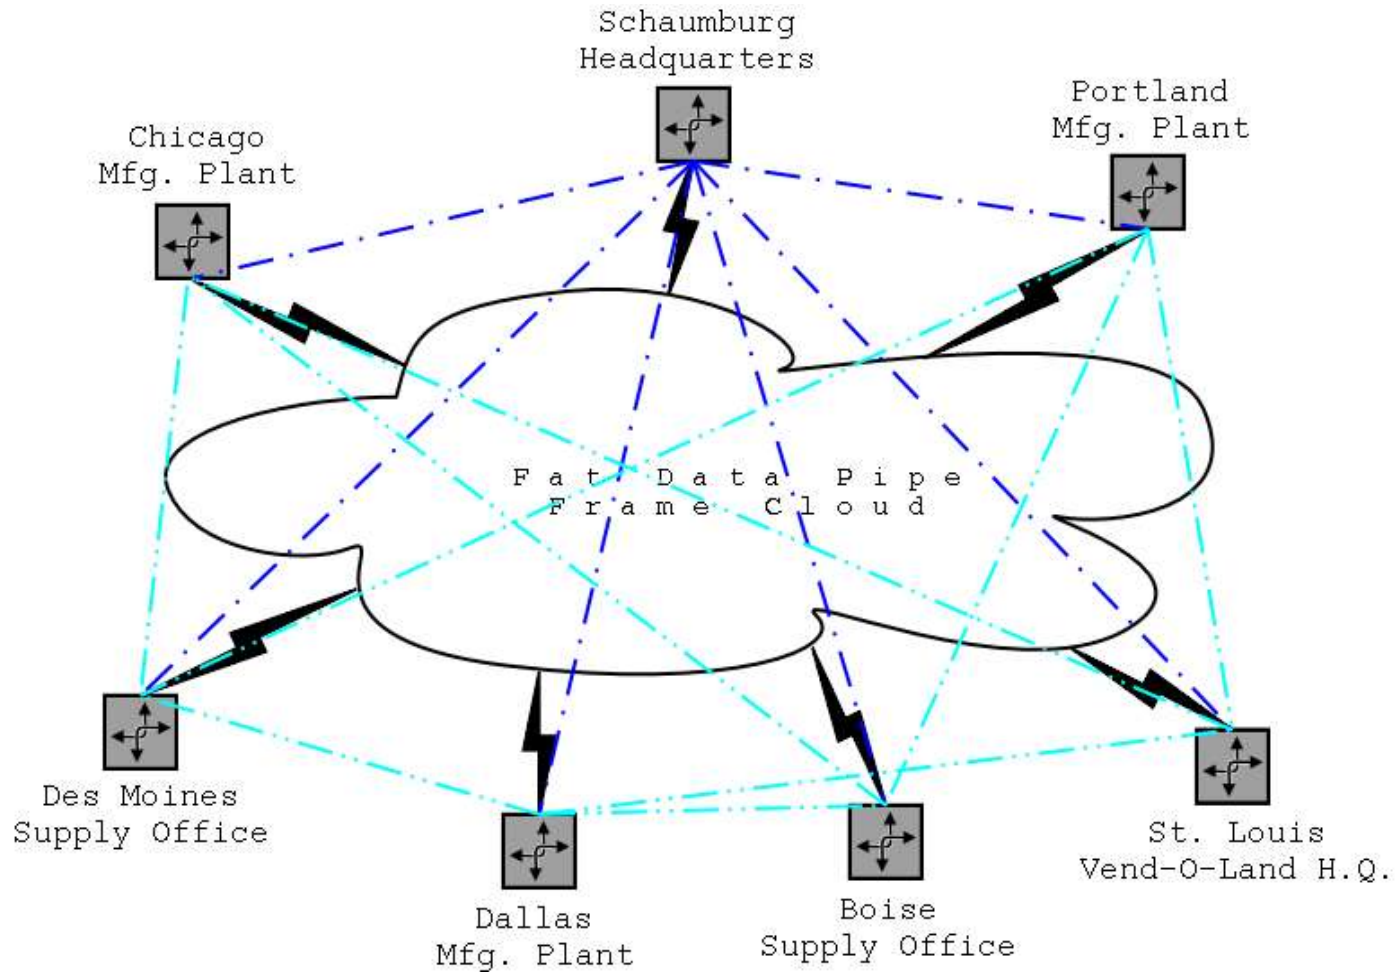 Schaumburg
Headquarters
Portland
Mfg. Plant
Chicago
Mfg. Plant
Fat Data Pipe
Frame Cloud
Des Moines
Supply Office
St. Louis
Vend-O-Land H.Q.
Boise
Supply Office
Dallas
Mfg. Plant